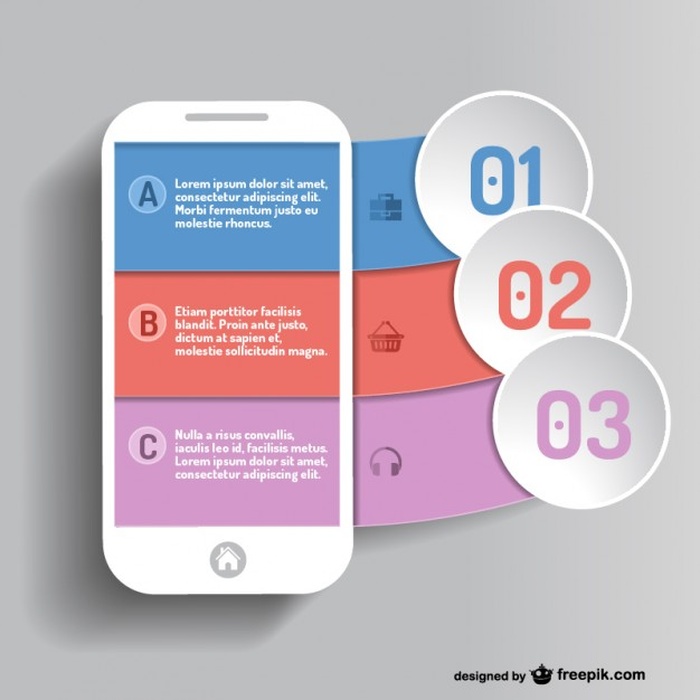 A
Lorem ipsum dolor sit amet,
consectetur adipiscing elit.
Morbi fermentum justo eu
molestie rhoncus.
01
B
Etiam porttitor facilisis
blandit. Proin ante justo,
dictum at sapien et,
molestie sollicitudin magna.
02
C
Nulla a risus convallis,
iaculis leo id, facilisis metus.
Lorem ipsum dolor sit amet,
consectetur adipiscing elit.
03
designed by freepik.com